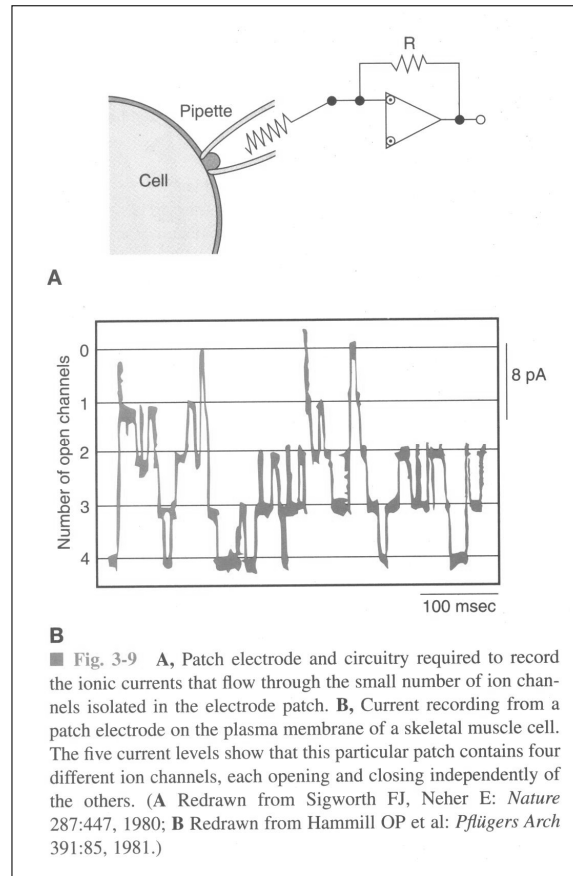 R
Pipette
Cell
A
Number of open channels
0
1
2
3
4
8 pA
100 msec
B
■ Fig. 3-9 A, Patch electrode and circuitry required to record
the ionic currents that flow through the small number of ion chan-
nels isolated in the electrode patch. B, Current recording from a
patch electrode on the plasma membrane of a skeletal muscle cell.
The five current levels show that this particular patch contains four
different ion channels, each opening and closing independently of
the others. (A Redrawn from Sigworth FJ, Neher E: Nature
287:447, 1980; B Redrawn from Hammill OP et al: Pflügers Arch
391:85, 1981.)